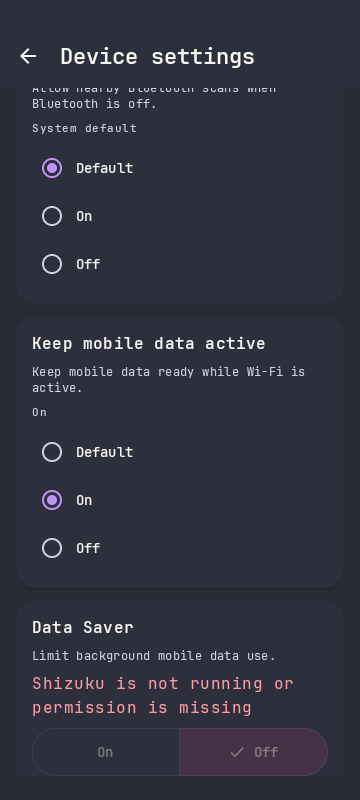 Device settings
Allow nearby Bluetooth scans when
Bluetooth is off.
System default
Default
On
Off
Keep mobile data active
Keep mobile data ready while Wi-Fi is
active.
On
Default
On
Off
Data Saver
Limit background mobile data use.
Shizuku is not running or
permission is missing
On
Off